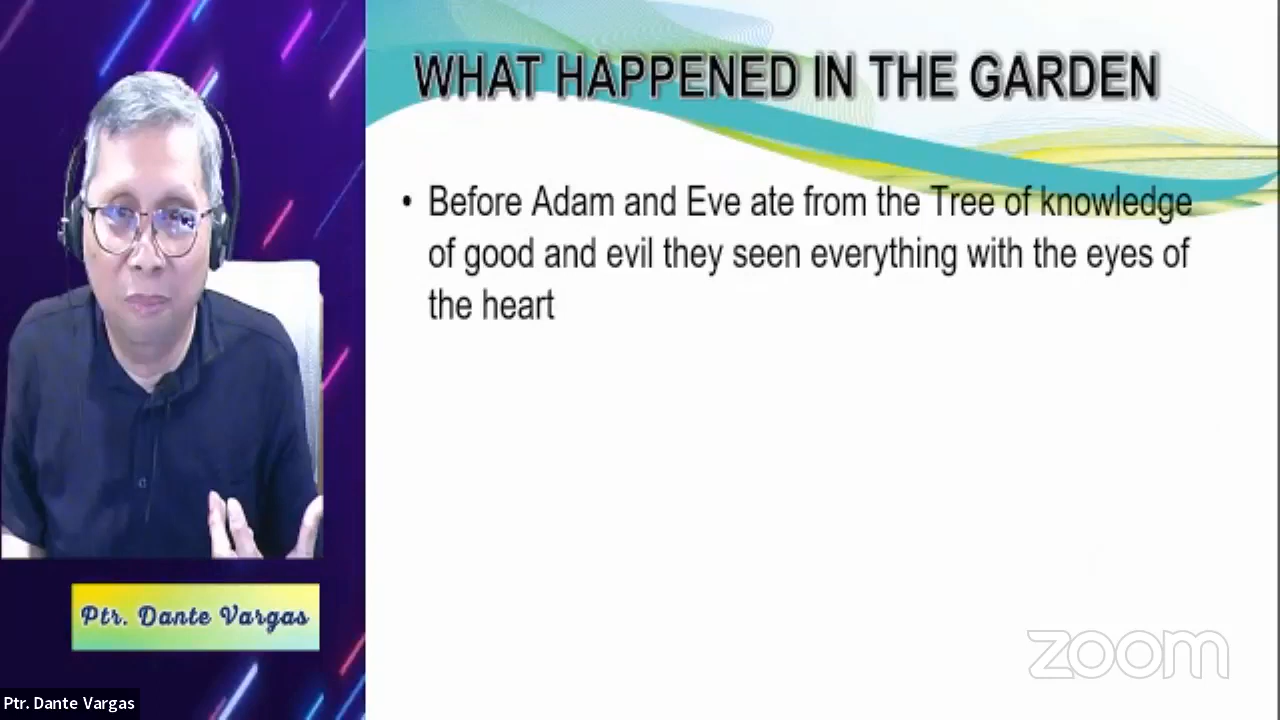 WHAT HAPPENED IN THE GARDEN
• Before Adam and Eve ate from the Tree of knowledge
of good and evil they seen everything with the eyes of
the heart
Ptr. Dante Vargas
zoom
Ptr. Dante Vargas